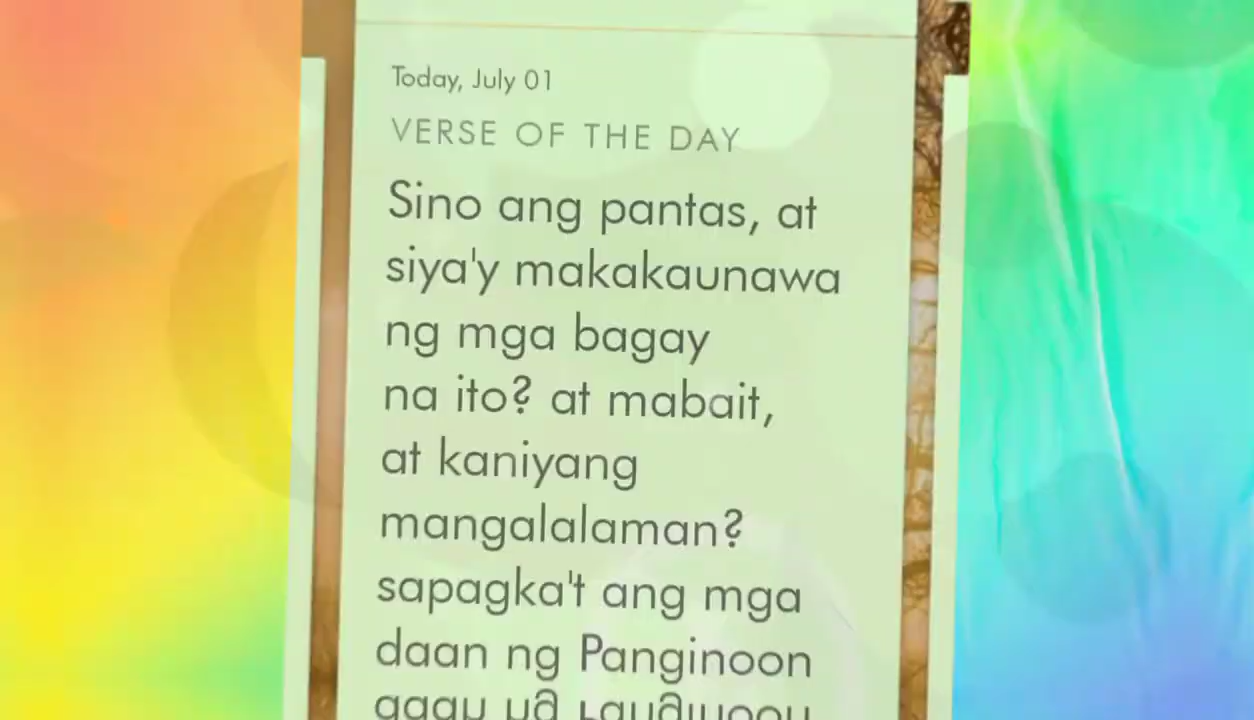 Today, July 01
VERSE OF THE DAY
Sino ang pantas, at
siya'y makakaunawa
ng mga bagay
na ito? at mabait,
at kaniyang
mangalalaman?
sapagka't ang mga
daan ng Panginoon